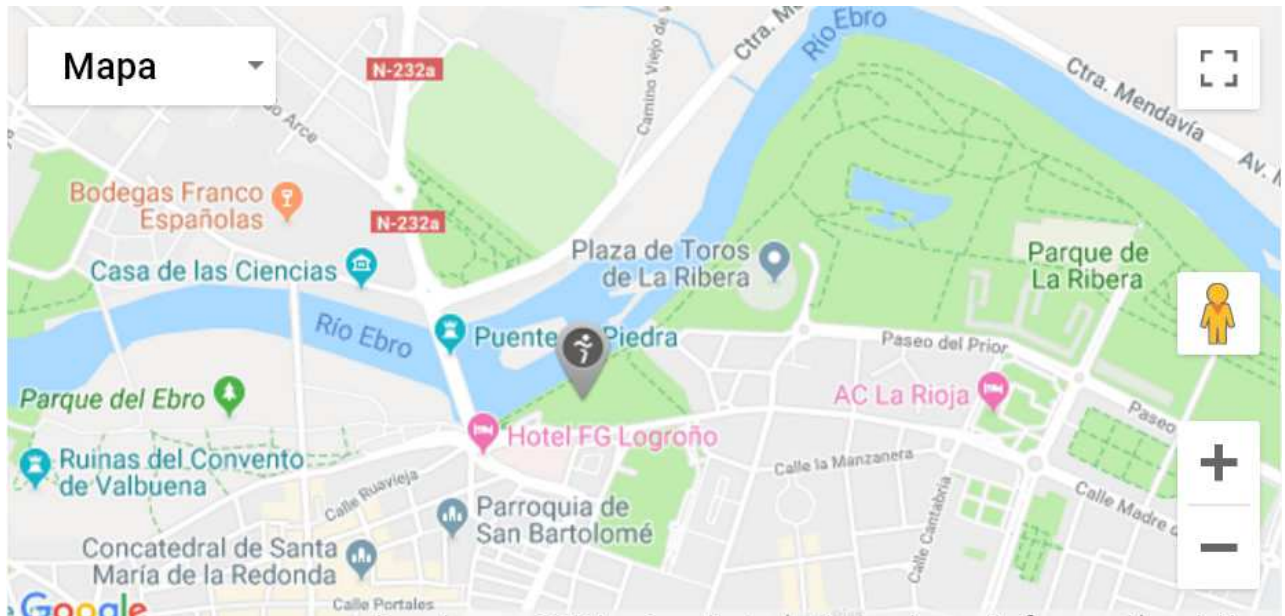 Mapa
N-232a
Camino Viejo de
Ctra.
Río Ebro
Ctra. Mendavía
Av.
Arce
Bodegas Franco
Españolas
N-232a
Casa de las Ciencias
Plaza de Toros
de La Ribera
Parque de
La Ribera
Río Ebro
Puente
Piedra
Paseo del Prior
Parque del Ebro
AC La Rioja
Paseo
Hotel FG Logroño
Ruinas del Convento
de Valbuena
Calle Ruavieja
Calle la Manzanera
Calle Cantabria
Calle Madre
Parroquia de
San Bartolomé
Concatedral de Santa
María de la Redonda
Calle Portales
Google